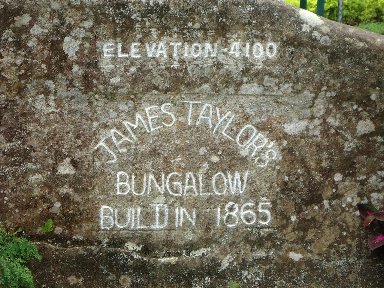 ELEVATION-4100
JAMES TAYLOR'S
BUNGALOW
BUILD IN 1865